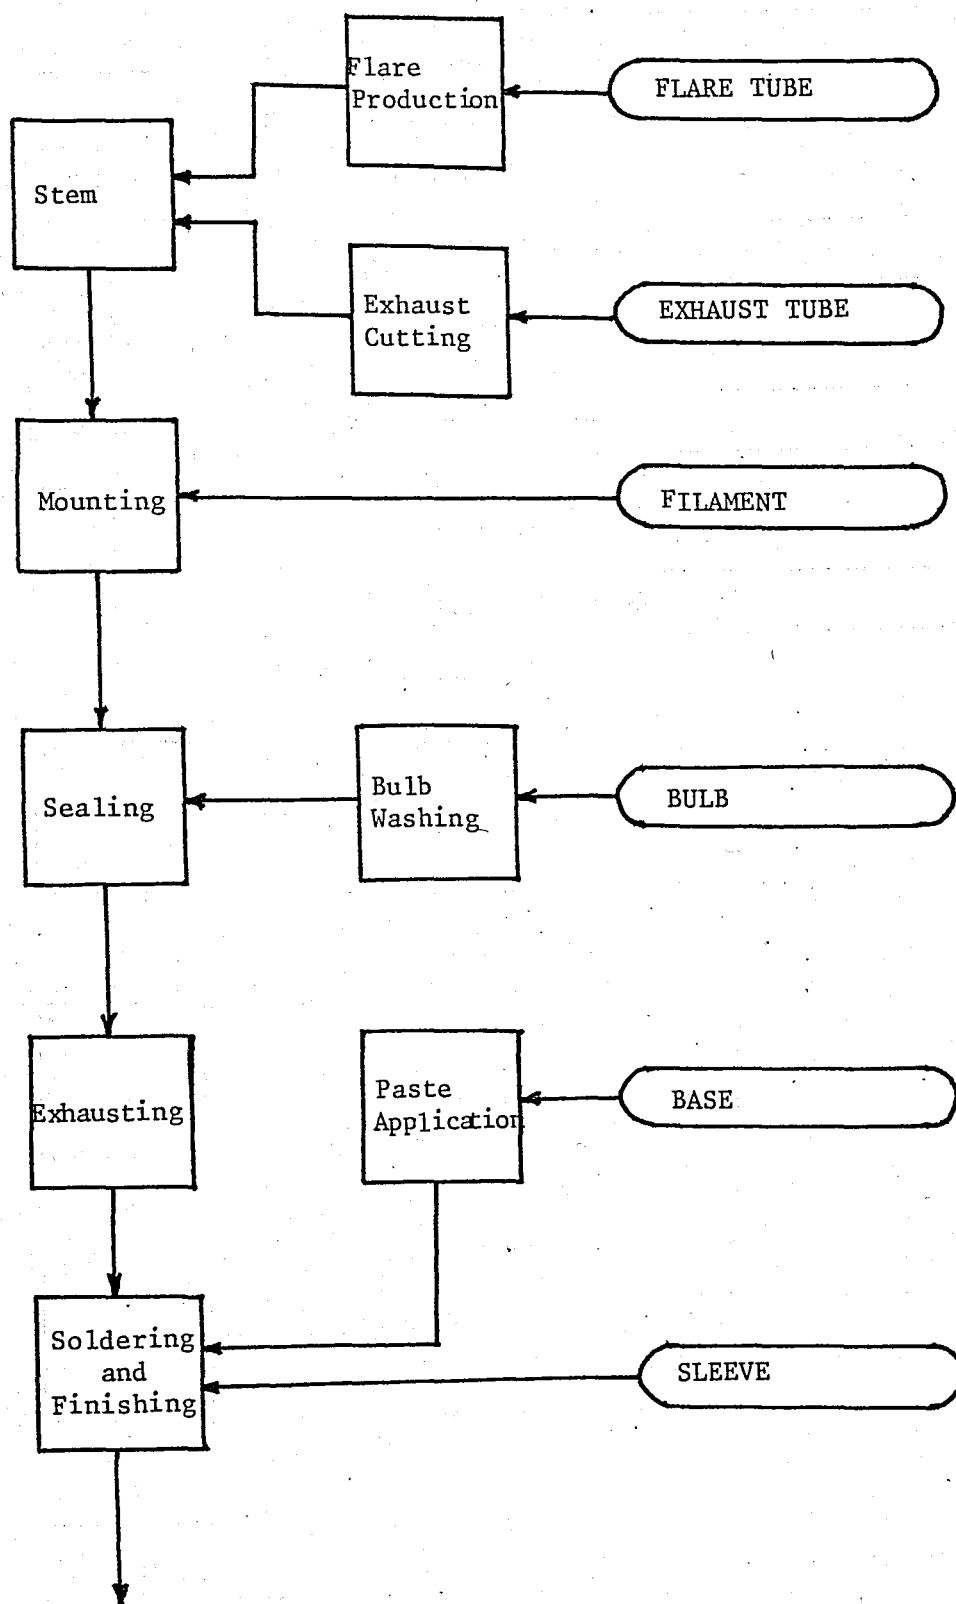 Flare
Production
FLARE TUBE
Stem
Exhaust
Cutting
EXHAUST TUBE
Mounting
FILAMENT
Sealing
Bulb
Washing
BULB
Exhausting
Paste
Application
BASE
Soldering
and
Finishing
SLEEVE